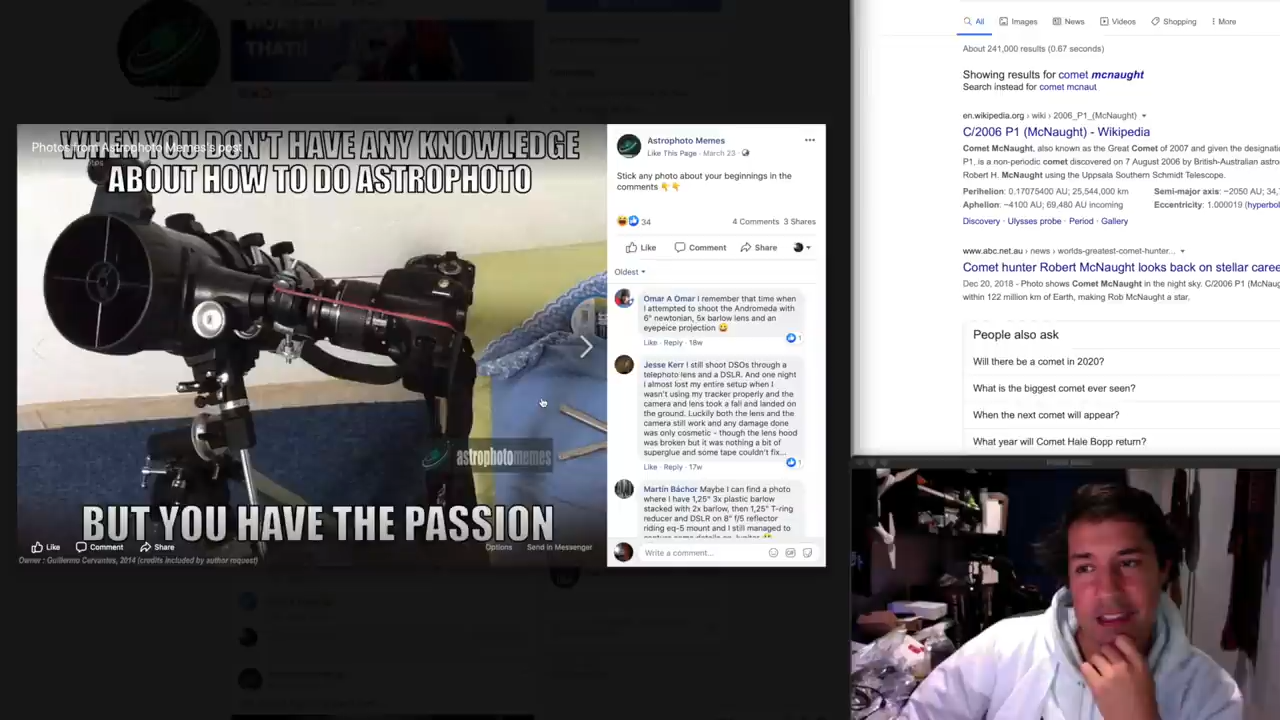 THAT!
Photos from Astrophoto Memes's post
WHEN YOU DON'T HAVE ANY KNOWLEDGE
ABOUT HOW TO DO ASTROPHOTO
astrophotomemes
BUT YOU HAVE THE PASSION
Like Comment Share
Options Send in Messenger
Owner : Guillermo Cervantes, 2014 (credits included by author request)
Astrophoto Memes
Like This Page · March 23 ·
Stick any photo about your beginnings in the
comments 👇👇
34
4 Comments 3 Shares
Like Comment Share
Oldest
Omar A Omar I remember that time when
I attempted to shoot the Andromeda with
6" newtonian, 5x barlow lens and an
eyepeice projection 😀
1
Like · Reply · 18w
Jesse Kerr I still shoot DSOs through a
telephoto lens and a DSLR. And one night
I almost lost my entire setup when I
wasn't using my tracker properly and the
camera and lens took a fall and landed on
the ground. Luckily both the lens and the
camera still work and any damage done
was only cosmetic - though the lens hood
was broken but it was nothing a bit of
superglue and some tape couldn't fix...
1
Like · Reply · 17w
Martín Báchor Maybe I can find a photo
where I have 1,25" 3x plastic barlow
stacked with 2x barlow, then 1,25" T-ring
reducer and DSLR on 8" f/5 reflector
riding eq-5 mount and I still managed to
Write a comment...
All Images News Videos Shopping More
About 241,000 results (0.67 seconds)
Showing results for comet mcnaught
Search instead for comet mcnaut
en.wikipedia.org › wiki › 2006_P1_(McNaught)
C/2006 P1 (McNaught) - Wikipedia
Comet McNaught, also known as the Great Comet of 2007 and given the designati
P1, is a non-periodic comet discovered on 7 August 2006 by British-Australian astro
Robert H. McNaught using the Uppsala Southern Schmidt Telescope.
Perihelion: 0.17075400 AU; 25,544,000 km Semi-major axis: ~2050 AU; 34,
Aphelion: ~4100 AU; 69,480 AU incoming Eccentricity: 1.000019 (hyperbol
Discovery · Ulysses probe · Period · Gallery
www.abc.net.au › news › worlds-greatest-comet-hunter...
Comet hunter Robert McNaught looks back on stellar caree
Dec 20, 2018 - Photo shows Comet McNaught in the night sky. C/2006 P1 (McNau
within 122 million km of Earth, making Rob McNaught a star.
People also ask
Will there be a comet in 2020?
What is the biggest comet ever seen?
When the next comet will appear?
What year will Comet Hale Bopp return?